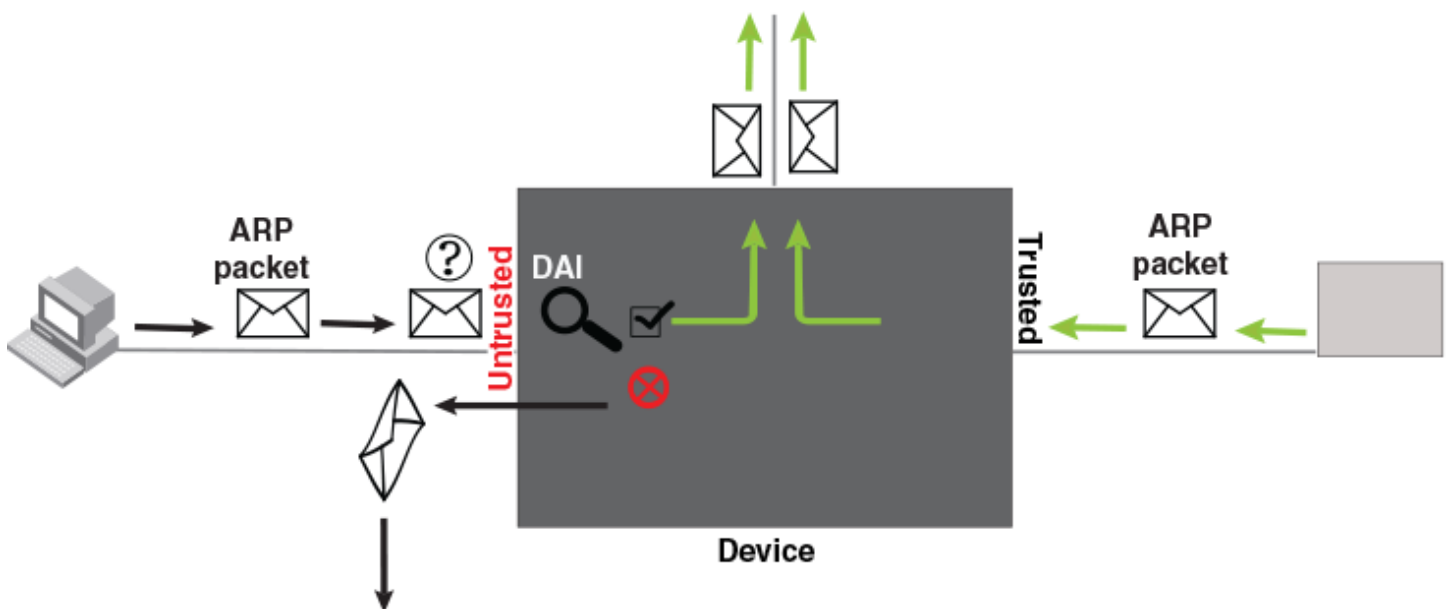 ARP
packet
?
Untrusted
DAI
Trusted
ARP
packet
Device